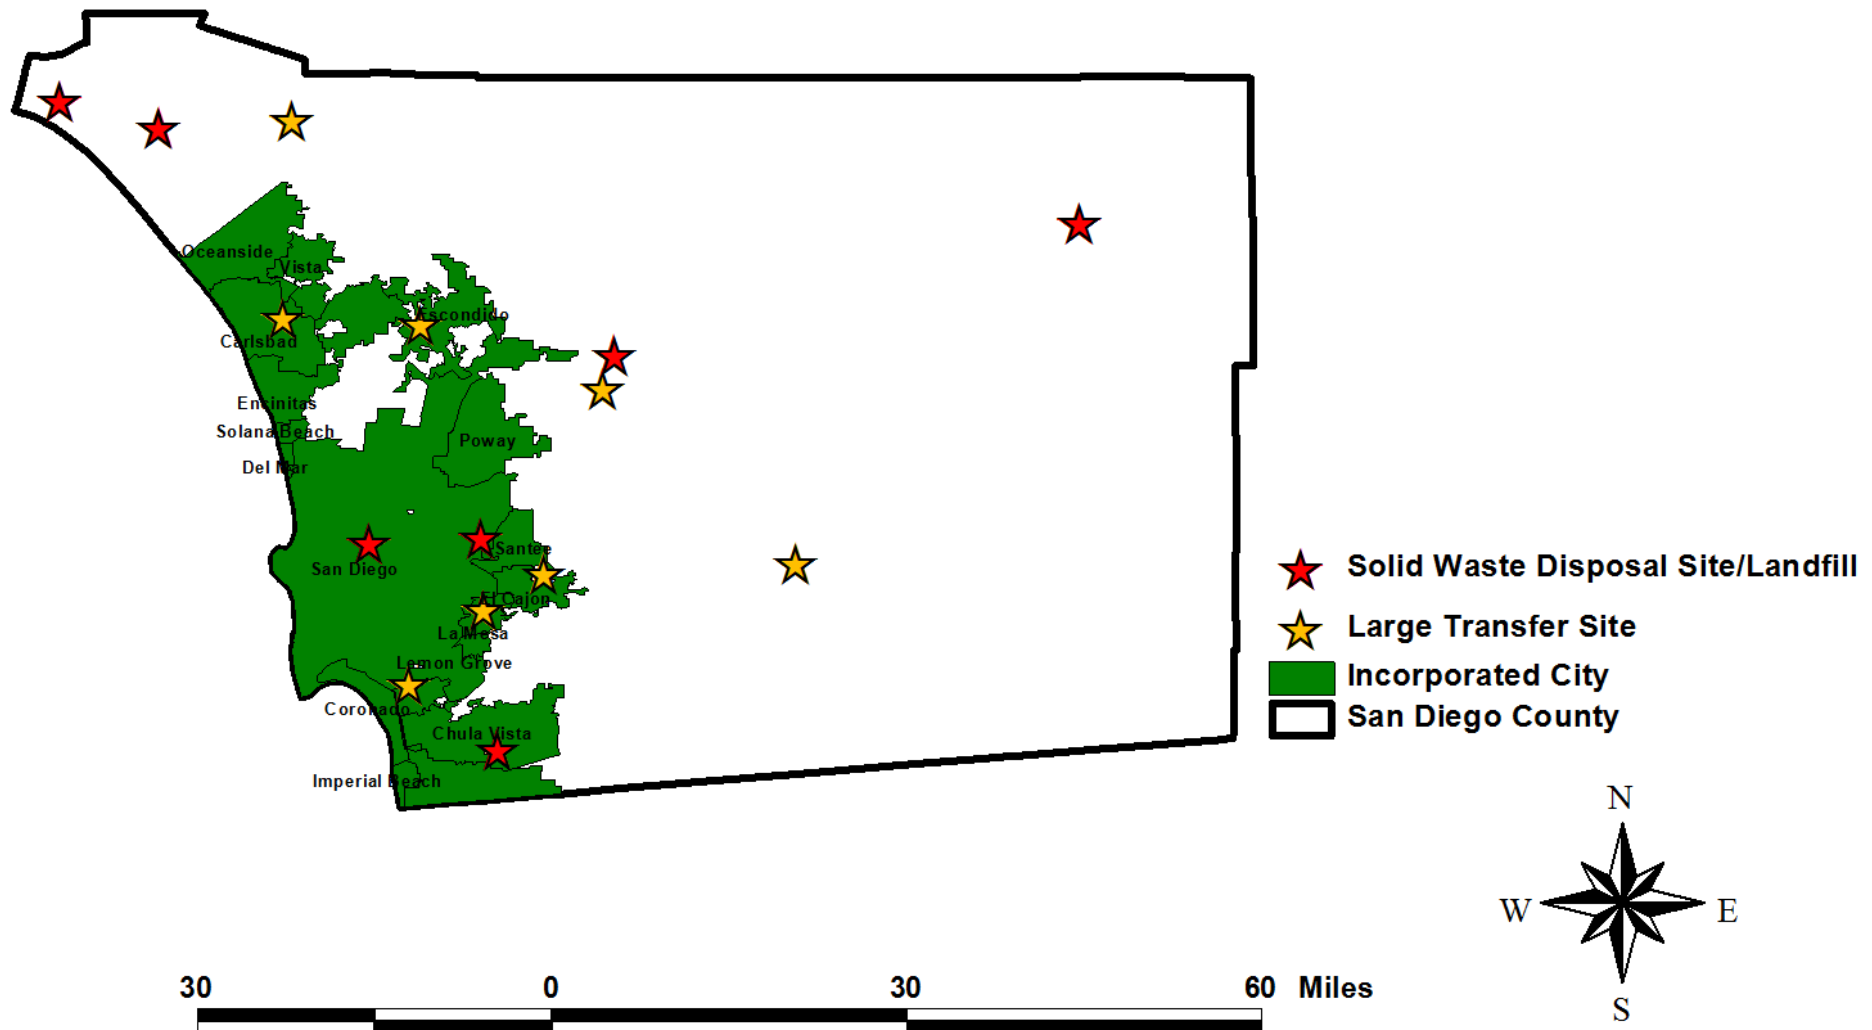 Oceanside
Vista
Escondido
Carlsbad
Encinitas
Solana Beach
Poway
Del Mar
Santee
San Diego
El Cajon
La Mesa
Lemon Grove
Coronado
Chula Vista
Imperial Beach
Solid Waste Disposal Site/Landfill
Large Transfer Site
Incorporated City
San Diego County
N
W E
S
30 0 30 60 Miles